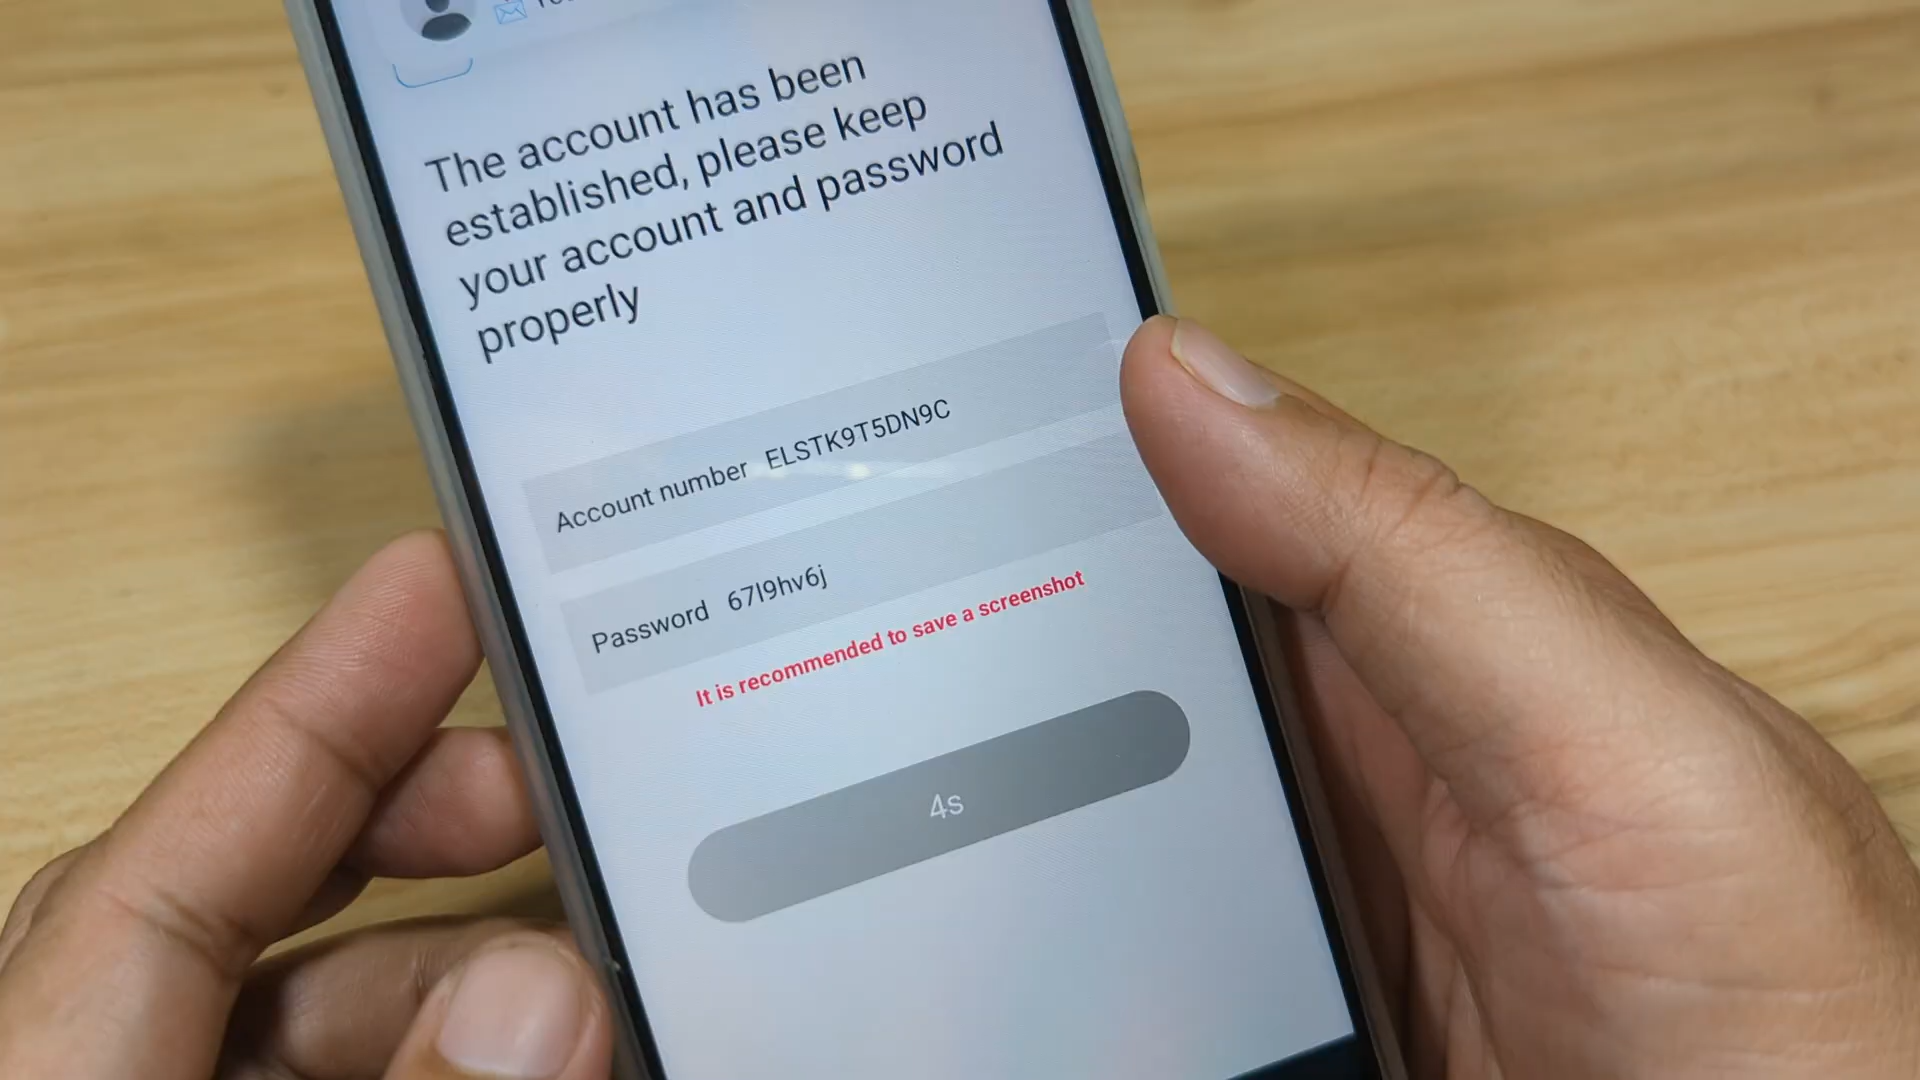 The account has been
established, please keep
your account and password
properly
Account number ELSTK9T5DN9C
Password 67l9hv6j
It is recommended to save a screenshot
4s